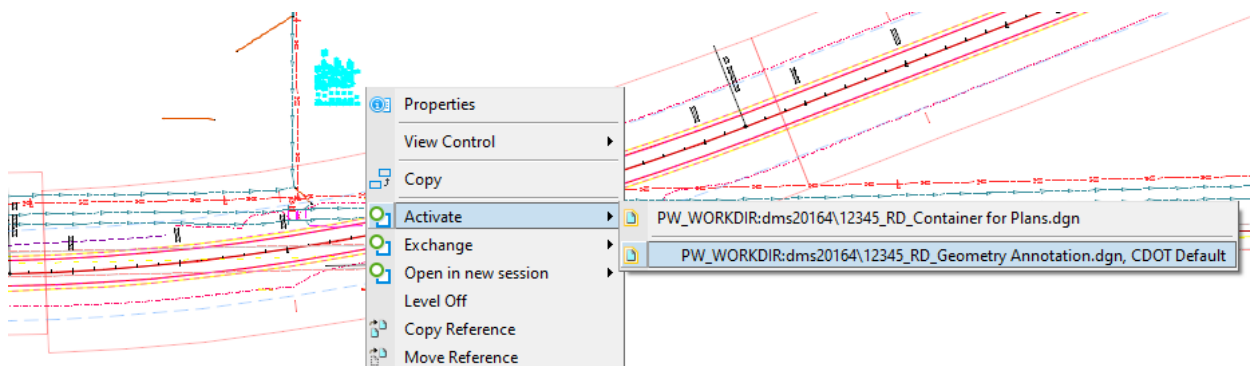 Properties
View Control
Copy
Activate
Exchange
Open in new session
Level Off
Copy Reference
Move Reference
PW_WORKDIR:dms20164\12345_RD_Container for Plans.dgn
PW_WORKDIR:dms20164\12345_RD_Geometry Annotation.dgn, CDOT Default